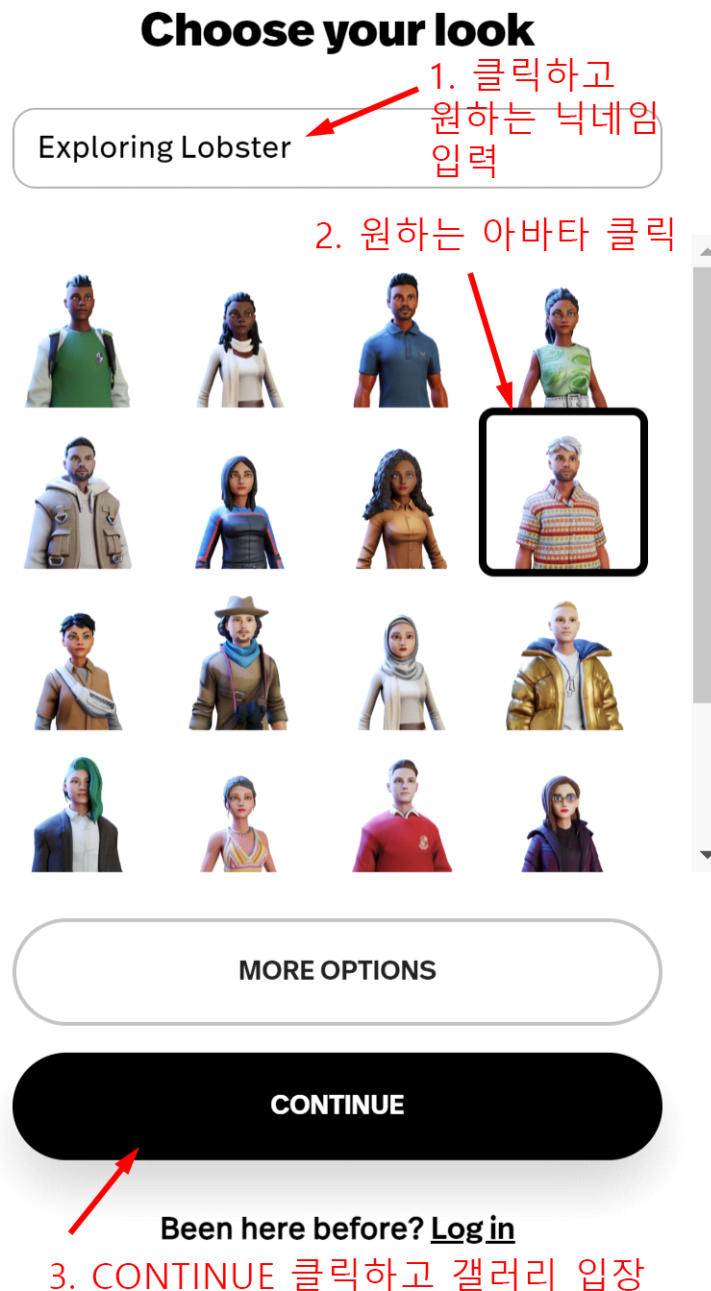 Choose your look
1. 클릭하고
원하는 닉네임
입력
Exploring Lobster
2. 원하는 아바타 클릭
MORE OPTIONS
CONTINUE
Been here before? Log in
3. CONTINUE 클릭하고 갤러리 입장